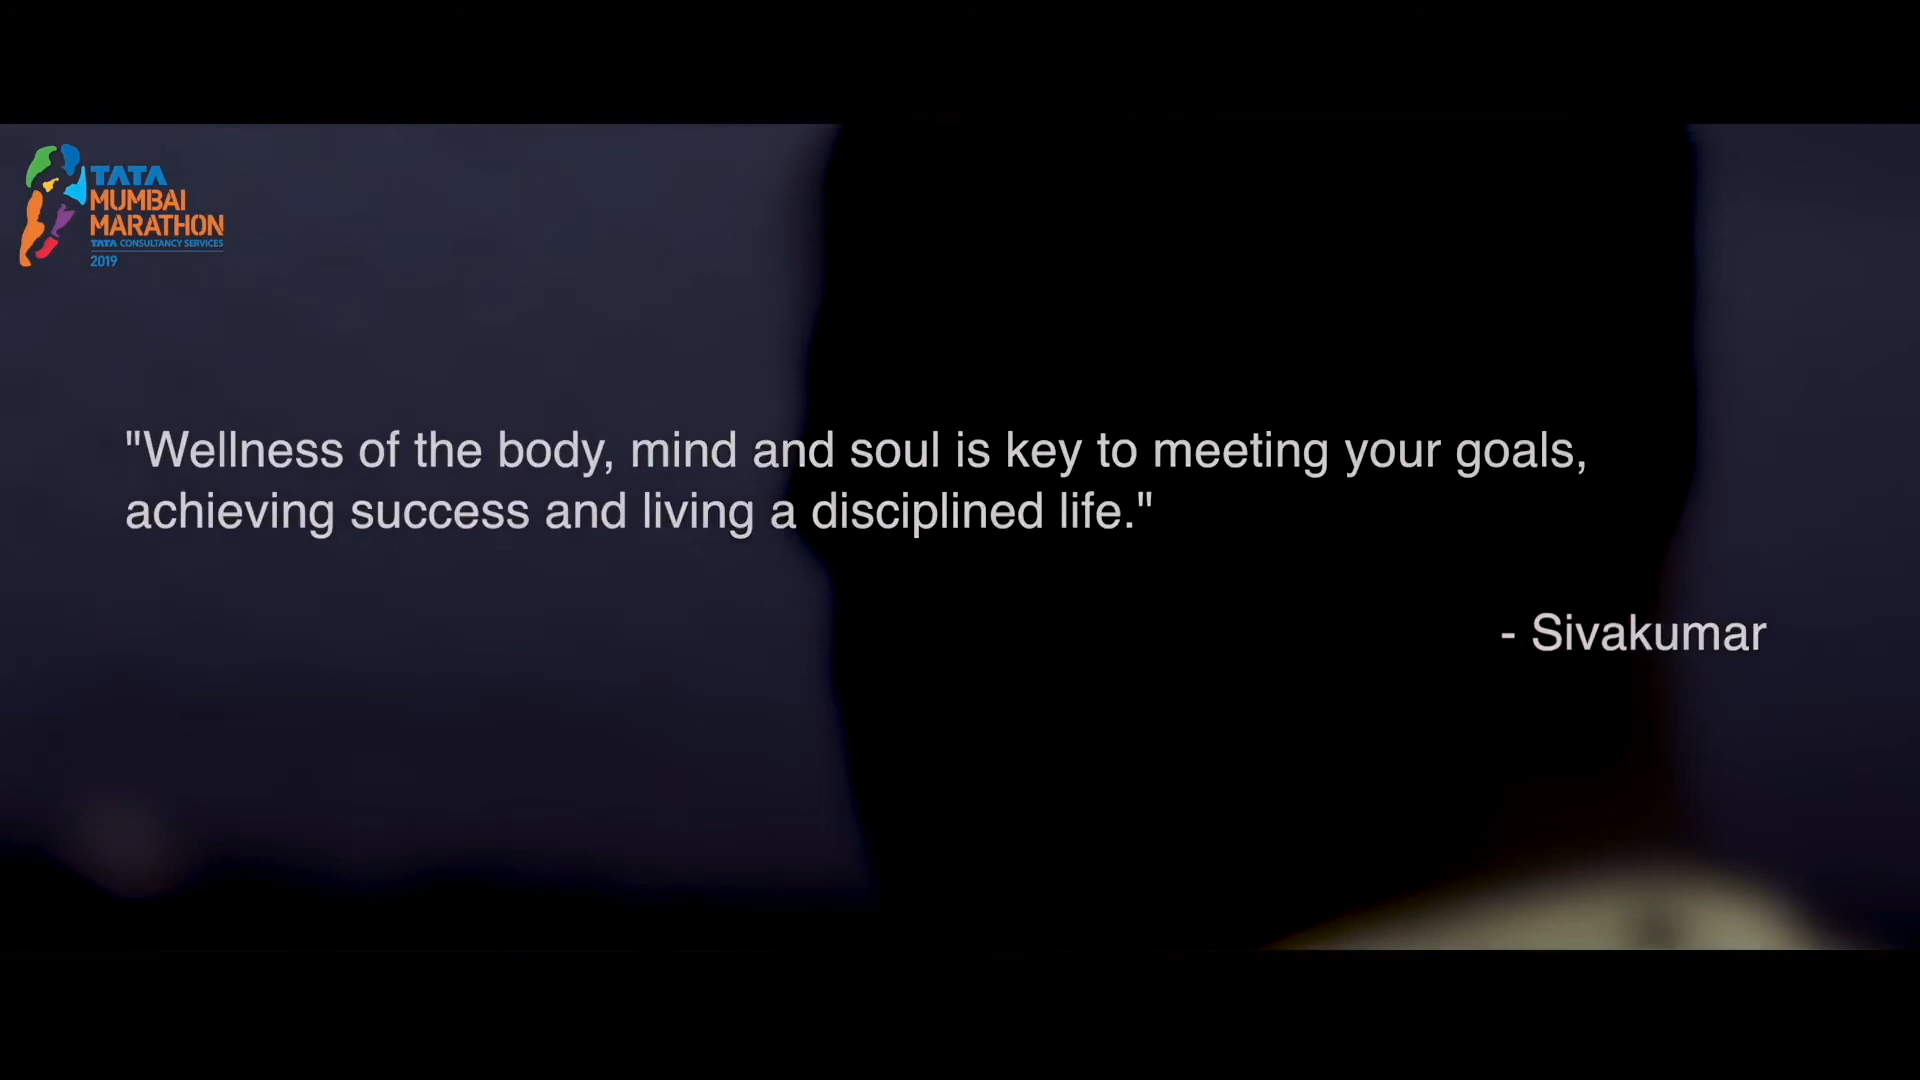 TATA
MUMBAI
MARATHON
TATA CONSULTANCY SERVICES
2019
"Wellness of the body, mind and soul is key to meeting your goals,
achieving success and living a disciplined life."
- Sivakumar